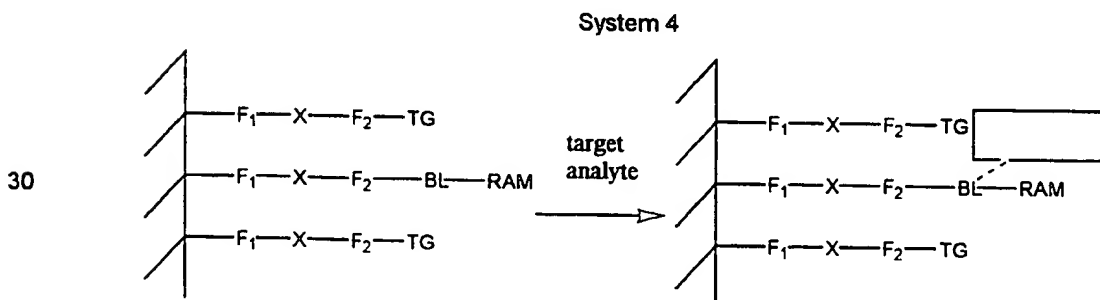 System 4
F₁—X—F₂—TG
F₁—X—F₂—TG
30
F₁—X—F₂—BL—RAM
target
analyte
F₁—X—F₂—BL—RAM
F₁—X—F₂—TG
F₁—X—F₂—TG